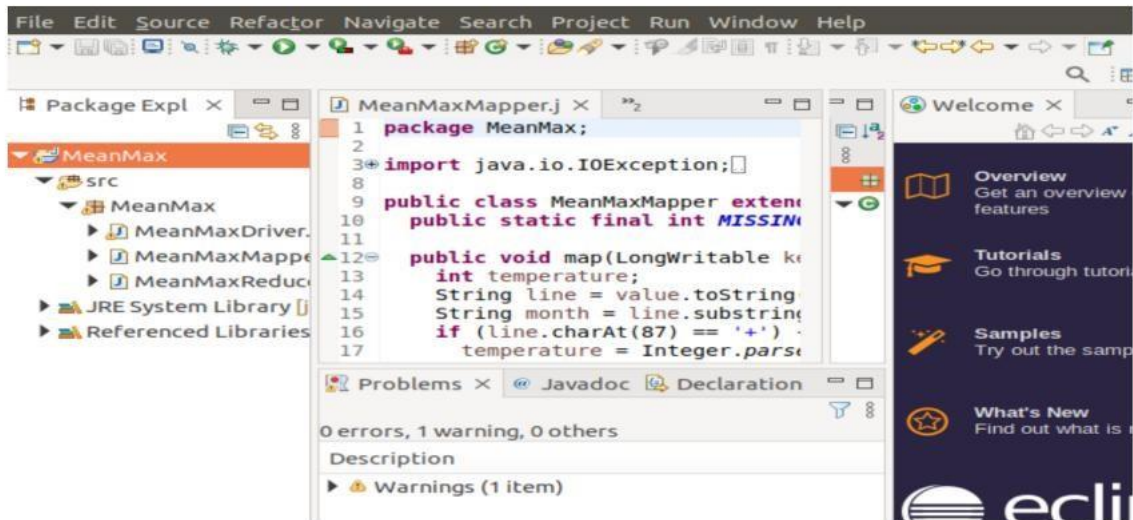 File Edit Source Refactor Navigate Search Project Run Window Help
Package Expl
MeanMax
src
MeanMax
MeanMaxDriver.
MeanMaxMappe
MeanMaxReduc
JRE System Library [j
Referenced Libraries
MeanMaxMapper.j
»2
1 package MeanMax;
2
3 import java.io.IOException;
8
9 public class MeanMaxMapper exten
10 public static final int MISSIN
11
12 public void map(LongWritable ke
13 int temperature;
14 String line = value.toString
15 String month = line.substring
16 if (line.charAt(87) == '+')
17 temperature = Integer.pars
Problems Javadoc Declaration
0 errors, 1 warning, 0 others
Description
Warnings (1 item)
Welcome
Overview
Get an overview
features
Tutorials
Go through tutori
Samples
Try out the samp
What's New
Find out what is
eclip